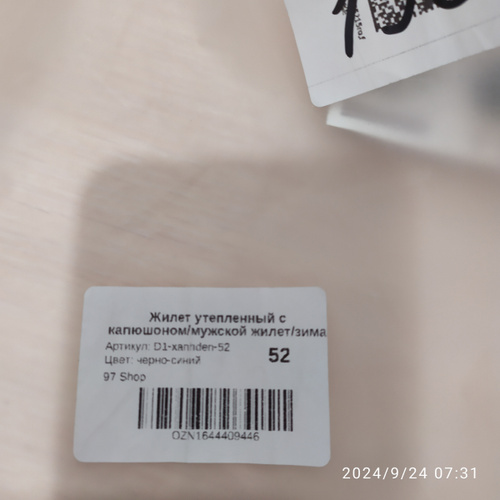 Жилет утепленный с
капюшоном/мужской жилет/зима
Артикул: D1-xannden-52
Цвет: черно-синий
52
97 Shop
OZN1644409446
2024/9/24 07:31